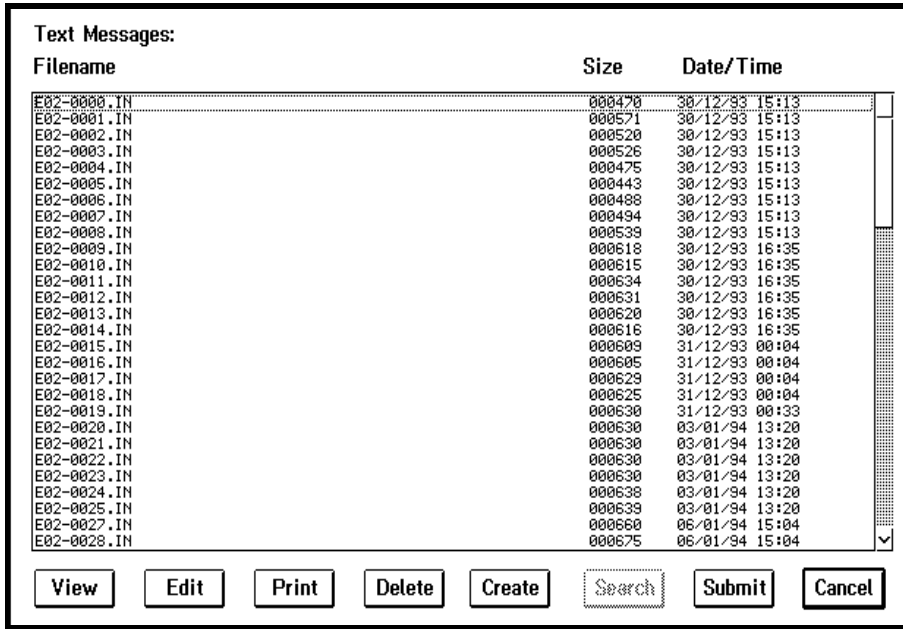 Text Messages:
Filename Size Date/Time
E02-0000.IN 000470 30/12/93 15:13
E02-0001.IN 000571 30/12/93 15:13
E02-0002.IN 000520 30/12/93 15:13
E02-0003.IN 000526 30/12/93 15:13
E02-0004.IN 000475 30/12/93 15:13
E02-0005.IN 000443 30/12/93 15:13
E02-0006.IN 000488 30/12/93 15:13
E02-0007.IN 000494 30/12/93 15:13
E02-0008.IN 000539 30/12/93 15:13
E02-0009.IN 000618 30/12/93 16:35
E02-0010.IN 000615 30/12/93 16:35
E02-0011.IN 000634 30/12/93 16:35
E02-0012.IN 000631 30/12/93 16:35
E02-0013.IN 000620 30/12/93 16:35
E02-0014.IN 000616 30/12/93 16:35
E02-0015.IN 000609 31/12/93 00:04
E02-0016.IN 000605 31/12/93 00:04
E02-0017.IN 000629 31/12/93 00:04
E02-0018.IN 000625 31/12/93 00:04
E02-0019.IN 000630 31/12/93 00:33
E02-0020.IN 000630 03/01/94 13:20
E02-0021.IN 000630 03/01/94 13:20
E02-0022.IN 000630 03/01/94 13:20
E02-0023.IN 000630 03/01/94 13:20
E02-0024.IN 000638 03/01/94 13:20
E02-0025.IN 000639 03/01/94 13:20
E02-0027.IN 000660 06/01/94 15:04
E02-0028.IN 000675 06/01/94 15:04
View Edit Print Delete Create Search Submit Cancel